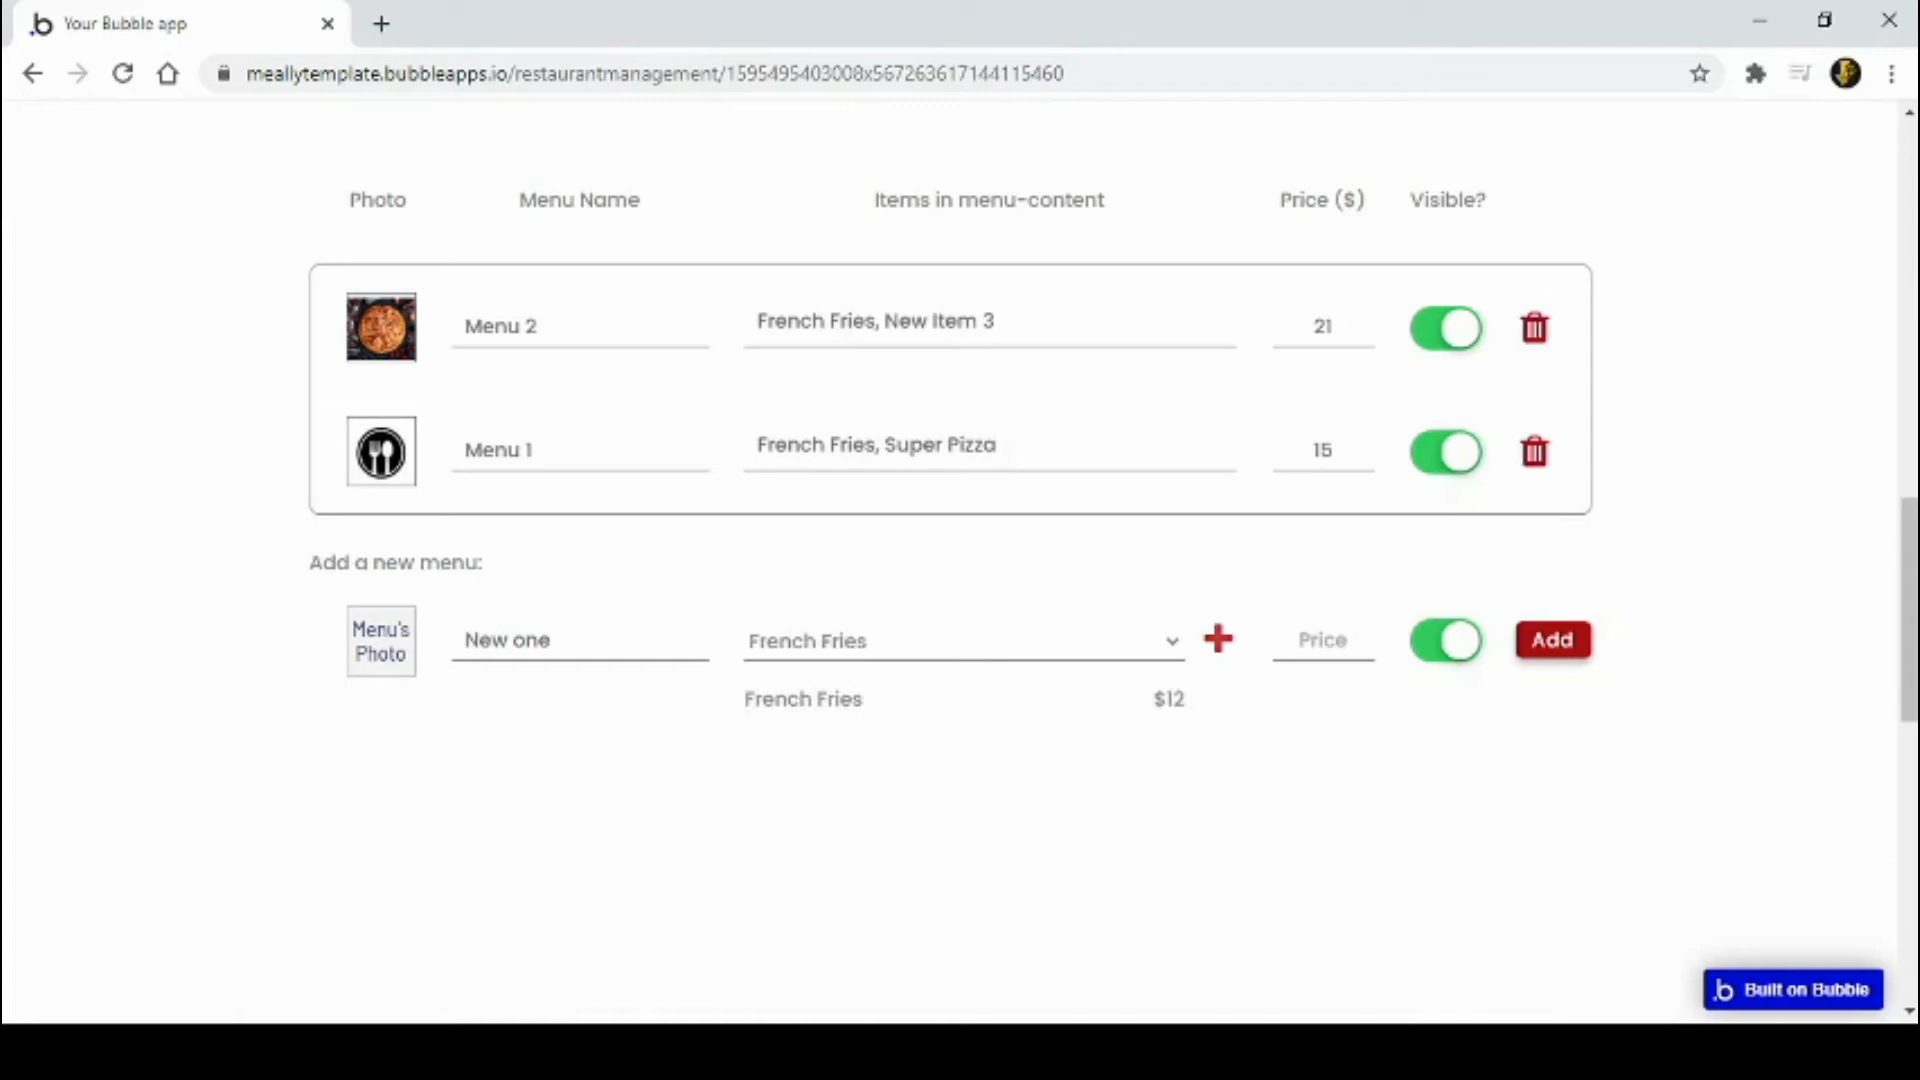 Your Bubble app
meallytemplate.bubbleapps.io/restaurantmanagement/1595495403008x567263617144115460
Photo Menu Name Items in menu-content Price ($) Visible?
Menu 2 French Fries, New Item 3 21
Menu 1 French Fries, Super Pizza 15
Add a new menu:
Menu's
Photo
New one French Fries Price Add
French Fries $12
.b Built on Bubble